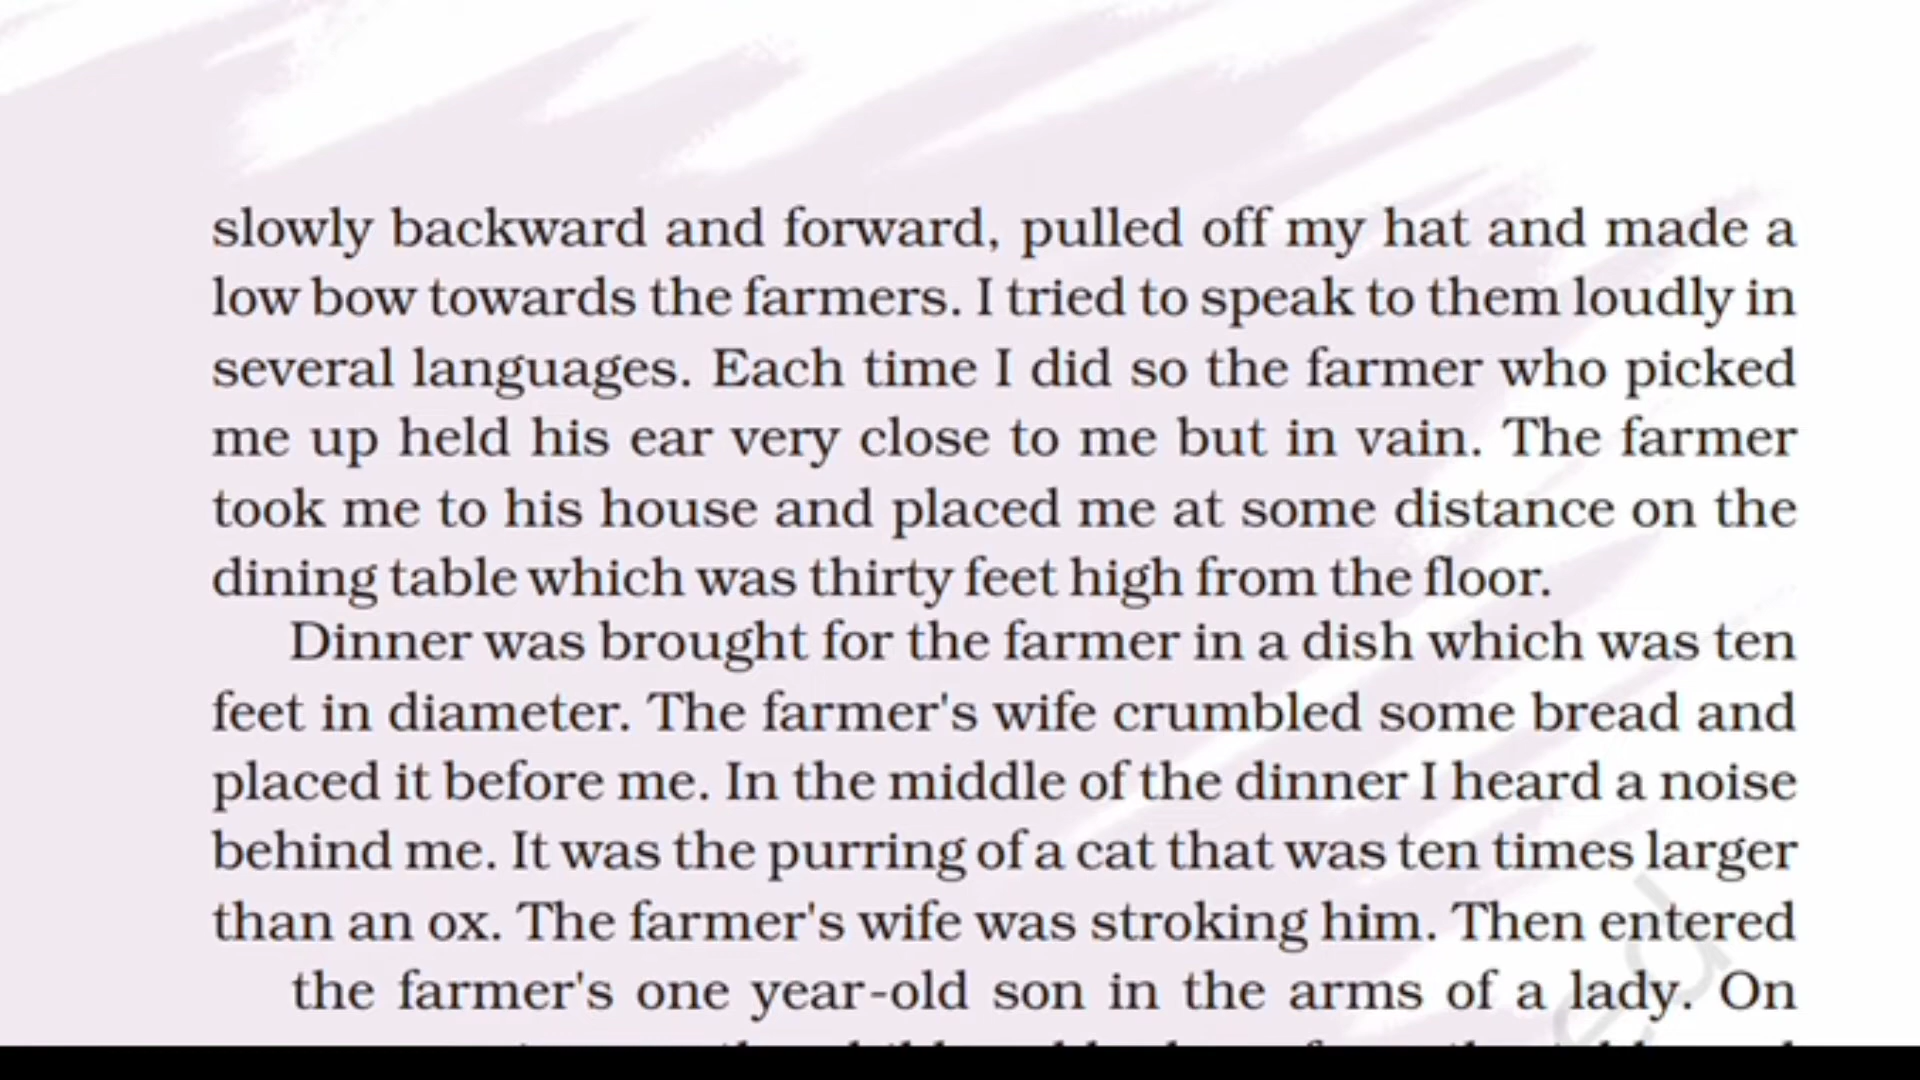 slowly backward and forward, pulled off my hat and made a
low bow towards the farmers. I tried to speak to them loudly in
several languages. Each time I did so the farmer who picked
me up held his ear very close to me but in vain. The farmer
took me to his house and placed me at some distance on the
dining table which was thirty feet high from the floor.
Dinner was brought for the farmer in a dish which was ten
feet in diameter. The farmer's wife crumbled some bread and
placed it before me. In the middle of the dinner I heard a noise
behind me. It was the purring of a cat that was ten times larger
than an ox. The farmer's wife was stroking him. Then entered
the farmer's one year-old son in the arms of a lady. On